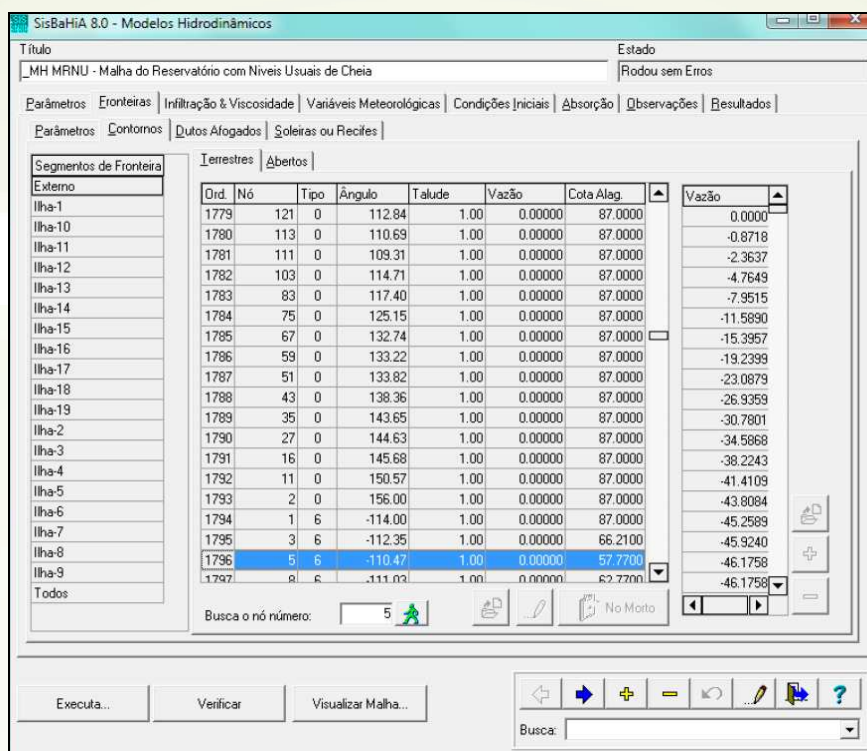 SisBaHiA 8.0 - Modelos Hidrodinâmicos
Título Estado
_MH MRNU - Malha do Reservatório com Niveis Usuais de Cheia Rodou sem Erros
Parâmetros Fronteiras Infiltração & Viscosidade Variáveis Meteorológicas Condições Iniciais Absorção Observações Resultados
Parâmetros Contornos Dutos Afogados Soleiras ou Recifes
Segmentos de Fronteira
Externo
Ilha-1
Ilha-10
Ilha-11
Ilha-12
Ilha-13
Ilha-14
Ilha-15
Ilha-16
Ilha-17
Ilha-18
Ilha-19
Ilha-2
Ilha-3
Ilha-4
Ilha-5
Ilha-6
Ilha-7
Ilha-8
Ilha-9
Todos
Terrestres Abertos
Ord. Nó Tipo Ângulo Talude Vazão Cota Alag.
1779 121 0 112.84 1.00 0.00000 87.0000
1780 113 0 110.69 1.00 0.00000 87.0000
1781 111 0 109.31 1.00 0.00000 87.0000
1782 103 0 114.71 1.00 0.00000 87.0000
1783 83 0 117.40 1.00 0.00000 87.0000
1784 75 0 125.15 1.00 0.00000 87.0000
1785 67 0 132.74 1.00 0.00000 87.0000
1786 59 0 133.22 1.00 0.00000 87.0000
1787 51 0 133.82 1.00 0.00000 87.0000
1788 43 0 138.36 1.00 0.00000 87.0000
1789 35 0 143.65 1.00 0.00000 87.0000
1790 27 0 144.63 1.00 0.00000 87.0000
1791 16 0 145.68 1.00 0.00000 87.0000
1792 11 0 150.57 1.00 0.00000 87.0000
1793 2 0 156.00 1.00 0.00000 87.0000
1794 1 6 -114.00 1.00 0.00000 87.0000
1795 3 6 -112.35 1.00 0.00000 66.2100
1796 5 6 -110.47 1.00 0.00000 57.7700
1797 8 6 -111.03 1.00 0.00000 62.7700
Vazão
0.0000
-0.8718
-2.3637
-4.7649
-7.9515
-11.5890
-15.3957
-19.2399
-23.0879
-26.9359
-30.7801
-34.5868
-38.2243
-41.4109
-43.8084
-45.2589
-45.9240
-46.1758
-46.1758
Busca o nó número: 5 No Morto
Executa... Verificar Visualizar Malha...
Busca: